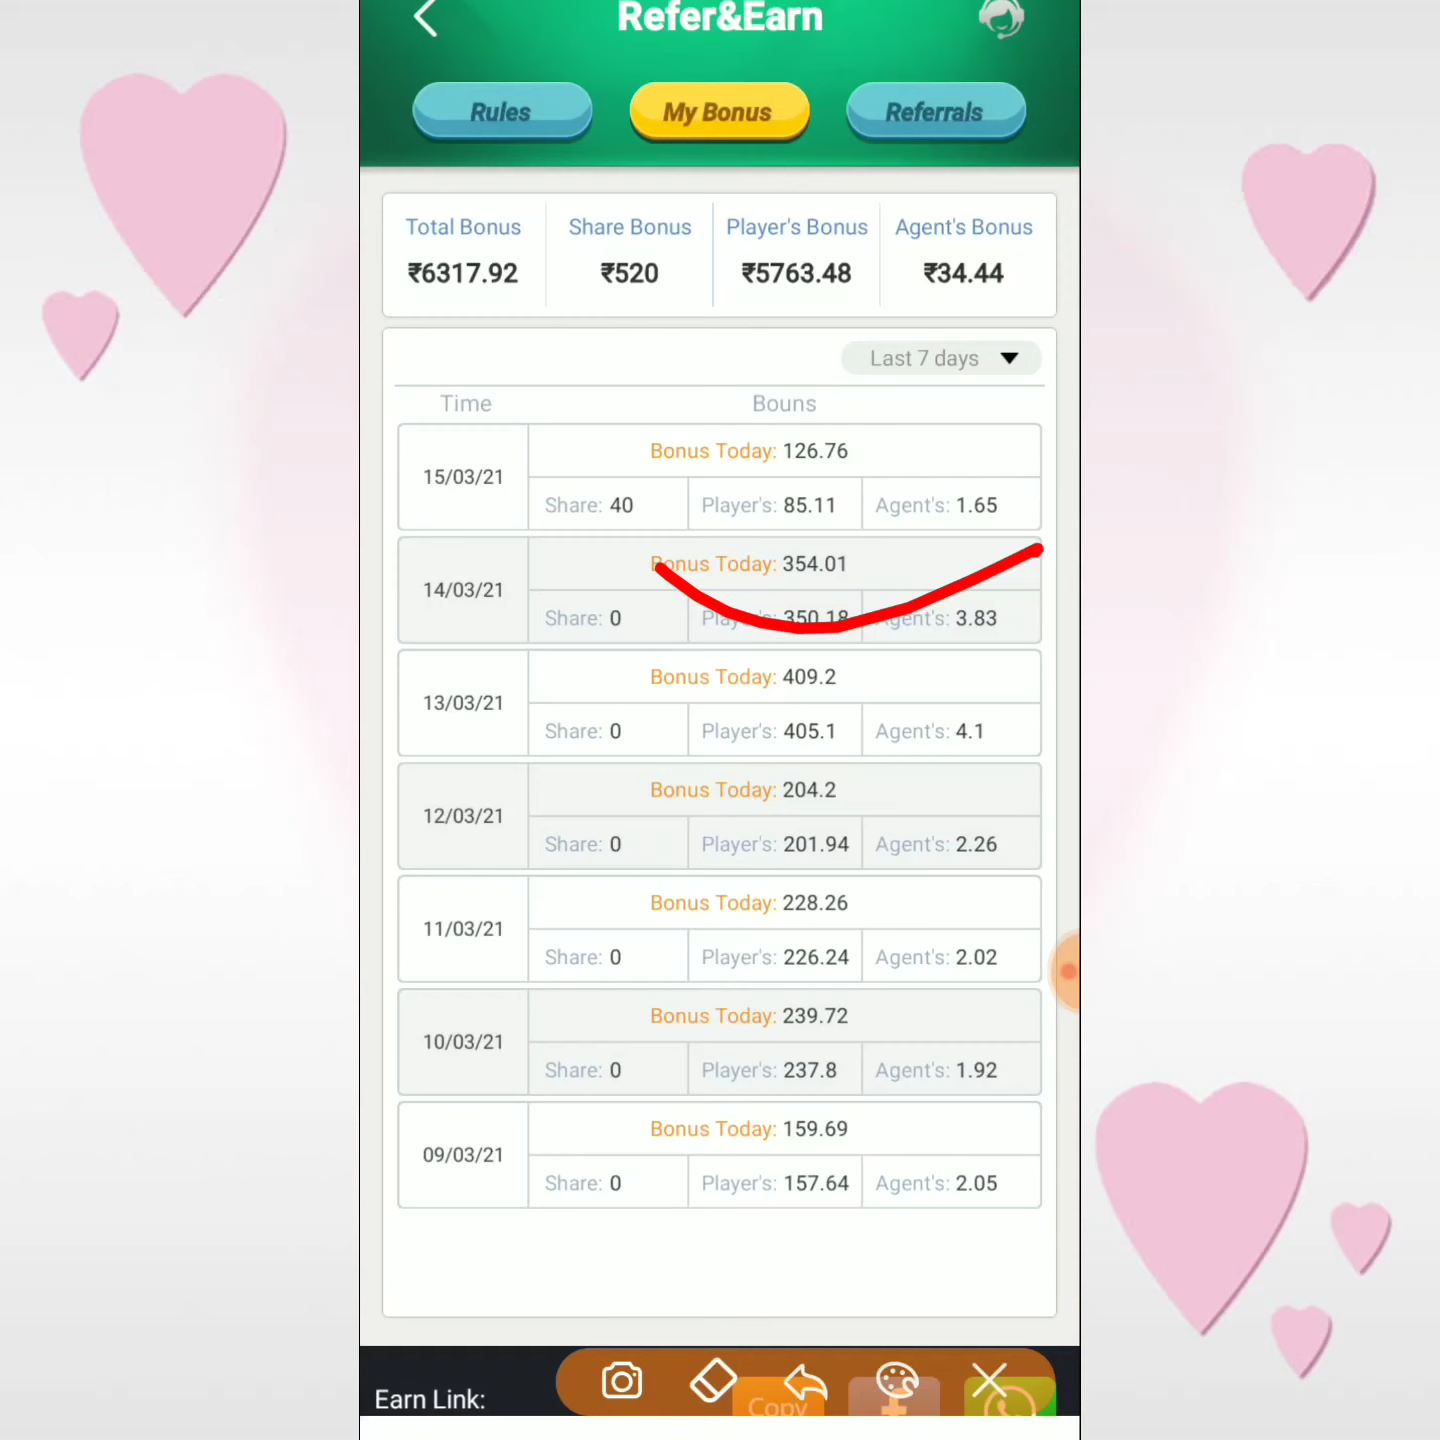 Refer&Earn
Rules My Bonus Referrals
Total Bonus Share Bonus Player's Bonus Agent's Bonus
₹6317.92 ₹520 ₹5763.48 ₹34.44
Last 7 days
Time Bouns
Bonus Today: 126.76
15/03/21
Share: 40 Player's: 85.11 Agent's: 1.65
Bonus Today: 354.01
14/03/21
Share: 0 Player's: 350.18 Agent's: 3.83
Bonus Today: 409.2
13/03/21
Share: 0 Player's: 405.1 Agent's: 4.1
Bonus Today: 204.2
12/03/21
Share: 0 Player's: 201.94 Agent's: 2.26
Bonus Today: 228.26
11/03/21
Share: 0 Player's: 226.24 Agent's: 2.02
Bonus Today: 239.72
10/03/21
Share: 0 Player's: 237.8 Agent's: 1.92
Bonus Today: 159.69
09/03/21
Share: 0 Player's: 157.64 Agent's: 2.05
Earn Link: Copy